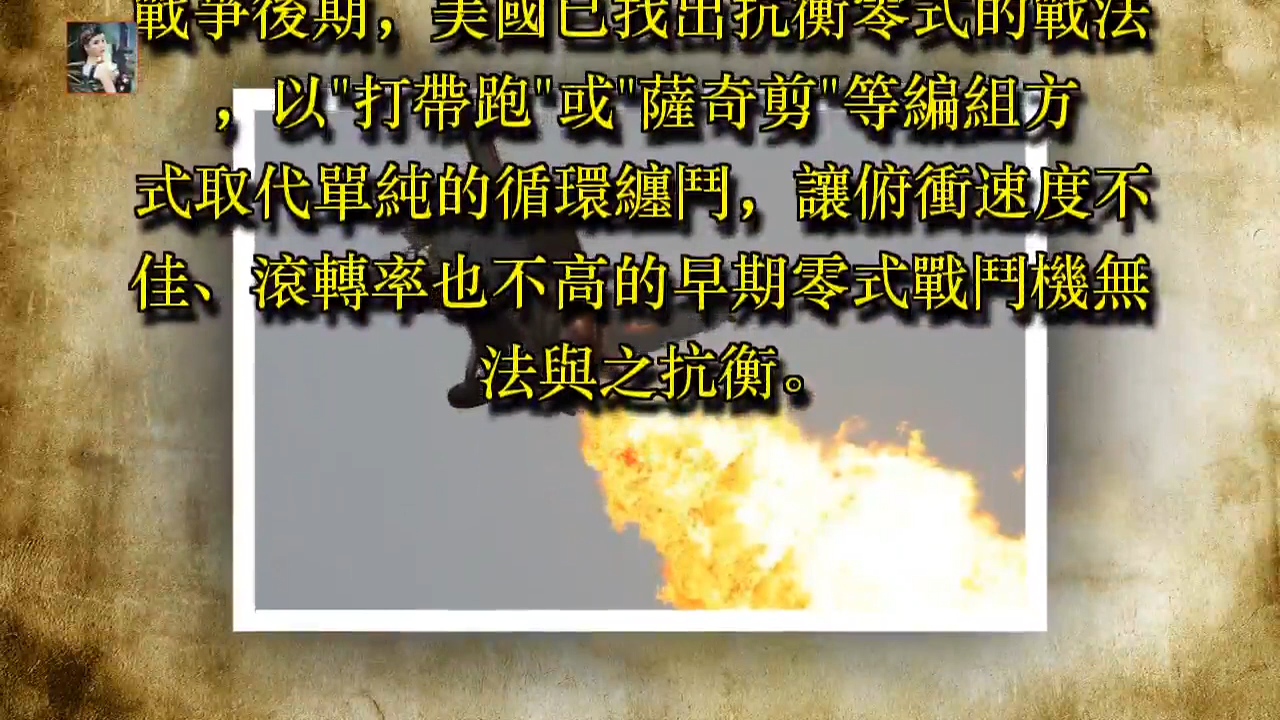 戰爭後期，美國已找出抗衡零式的戰法
，以"打帶跑"或"薩奇剪"等編組方
式取代單純的循環纏鬥，讓俯衝速度不
佳、滾轉率也不高的早期零式戰鬥機無
法與之抗衡。